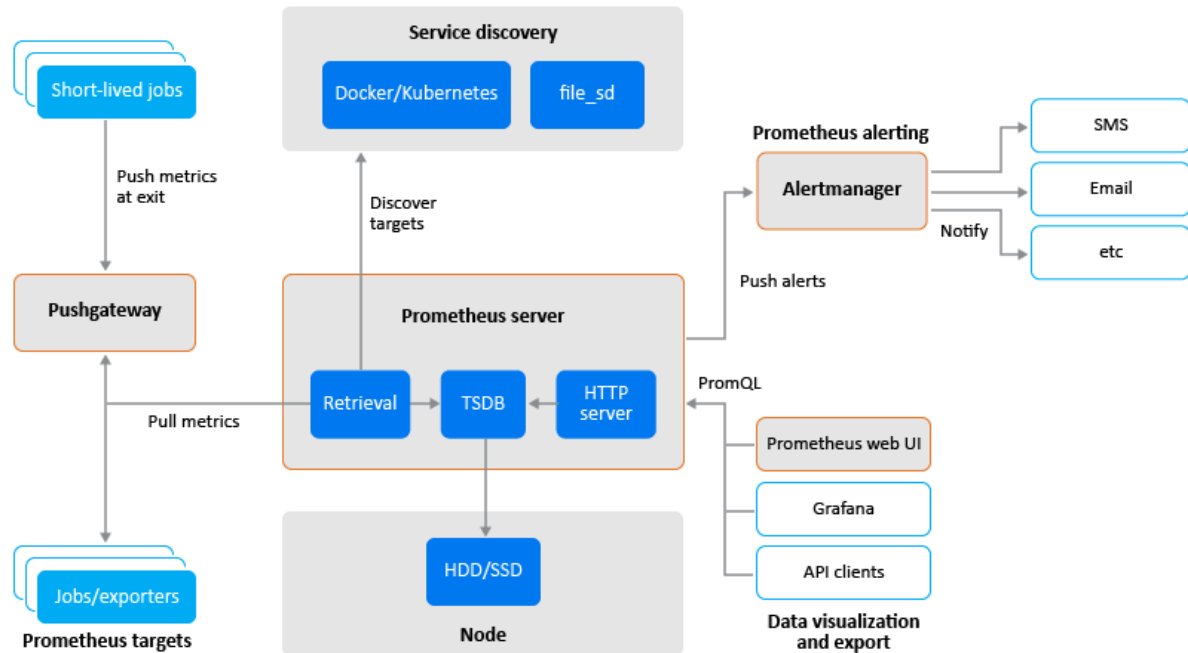 Service discovery
Docker/Kubernetes
file_sd
Short-lived jobs
Push metrics
at exit
Discover
targets
Prometheus alerting
Alertmanager
SMS
Email
etc
Notify
Push alerts
Pushgateway
Prometheus server
Retrieval
TSDB
HTTP
server
Pull metrics
PromQL
Prometheus web UI
Grafana
API clients
Data visualization
and export
HDD/SSD
Node
Jobs/exporters
Prometheus targets